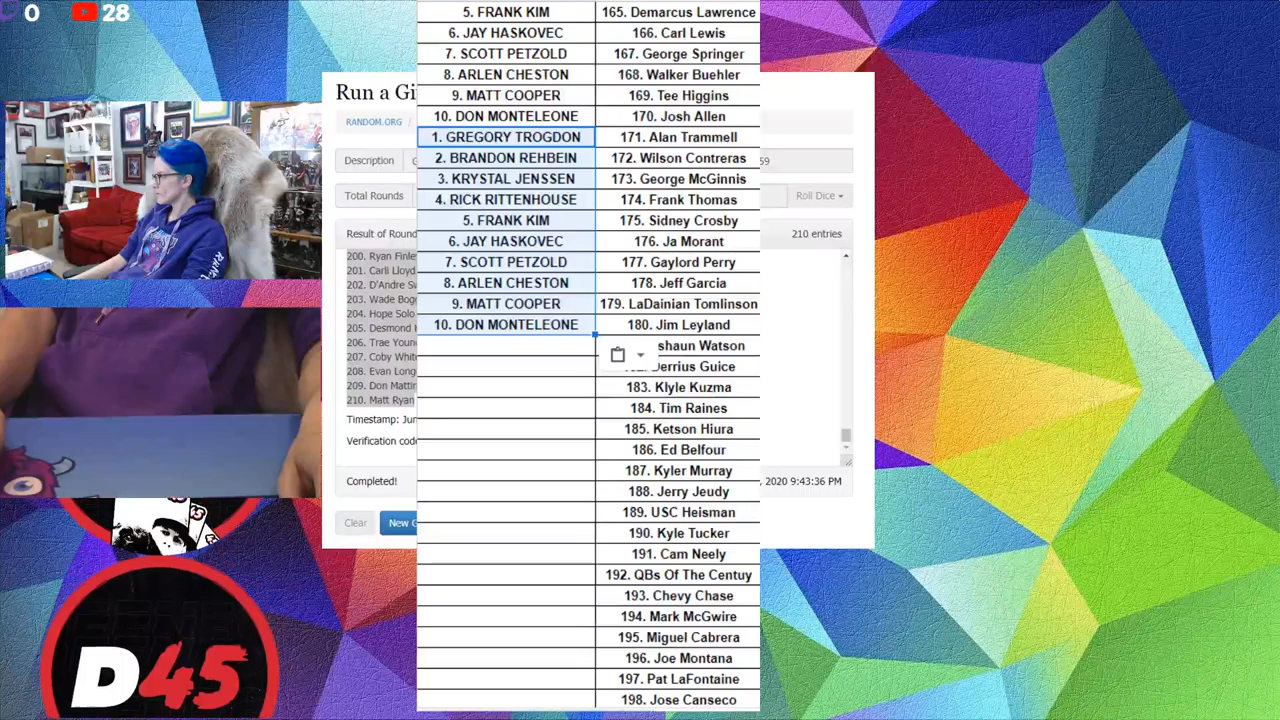 0
28
Run a Gi
RANDOM.ORG /
Description
G
59
Total Rounds
Roll Dice
Result of Round
210 entries
200. Ryan Finle
201. Carli Lloyd
202. D'Andre Sw
203. Wade Bogg
204. Hope Solo
205. Desmond
206. Trae Young
207. Coby White
208. Evan Long
209. Don Mattin
210. Matt Ryan
Timestamp: Jun
Verification cod
Completed!
, 2020 9:43:36 PM
Clear
New G
5. FRANK KIM 165. Demarcus Lawrence
6. JAY HASKOVEC 166. Carl Lewis
7. SCOTT PETZOLD 167. George Springer
8. ARLEN CHESTON 168. Walker Buehler
9. MATT COOPER 169. Tee Higgins
10. DON MONTELEONE 170. Josh Allen
1. GREGORY TROGDON 171. Alan Trammell
2. BRANDON REHBEIN 172. Wilson Contreras
3. KRYSTAL JENSSEN 173. George McGinnis
4. RICK RITTENHOUSE 174. Frank Thomas
5. FRANK KIM 175. Sidney Crosby
6. JAY HASKOVEC 176. Ja Morant
7. SCOTT PETZOLD 177. Gaylord Perry
8. ARLEN CHESTON 178. Jeff Garcia
9. MATT COOPER 179. LaDainian Tomlinson
10. DON MONTELEONE 180. Jim Leyland
shaun Watson
Derrius Guice
183. Klyle Kuzma
184. Tim Raines
185. Ketson Hiura
186. Ed Belfour
187. Kyler Murray
188. Jerry Jeudy
189. USC Heisman
190. Kyle Tucker
191. Cam Neely
192. QBs Of The Centuy
193. Chevy Chase
194. Mark McGwire
195. Miguel Cabrera
196. Joe Montana
197. Pat LaFontaine
198. Jose Canseco
D45